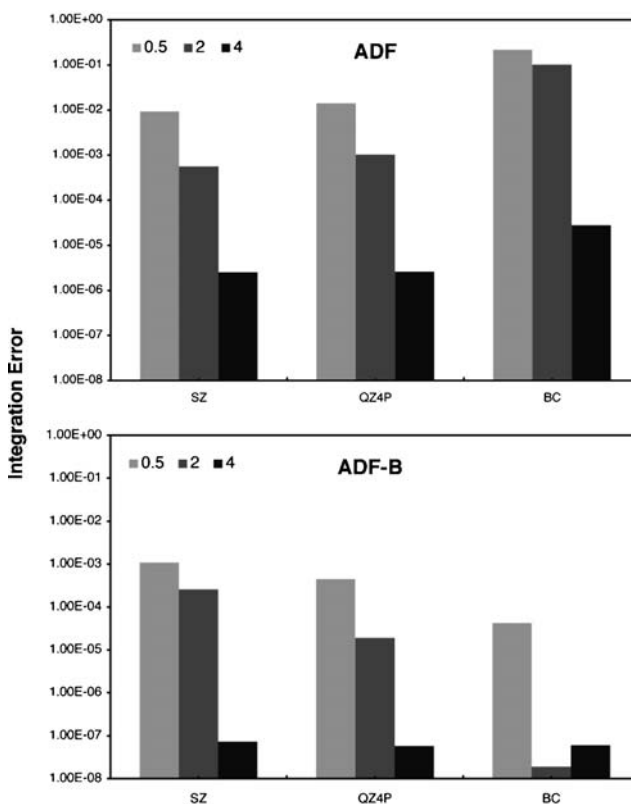 Integration Error
1.00E+00
1.00E-01
1.00E-02
1.00E-03
1.00E-04
1.00E-05
1.00E-06
1.00E-07
1.00E-08
0.5 2 4
ADF
SZ QZ4P BC
1.00E+00
1.00E-01
1.00E-02
1.00E-03
1.00E-04
1.00E-05
1.00E-06
1.00E-07
1.00E-08
0.5 2 4
ADF-B
SZ QZ4P BC